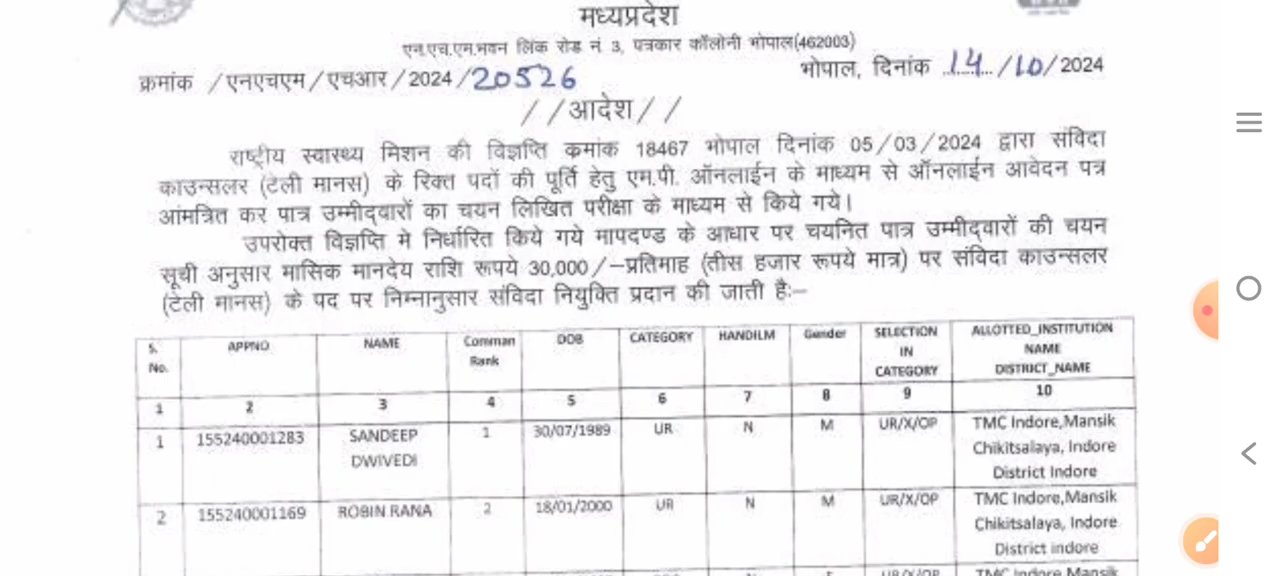 मध्यप्रदेश
एन.एच.एम.भवन लिंक रोड नं 3, पत्रकार कॉलोनी भोपाल(462003)
क्रमांक /एनएचएम/एचआर/2024/20526 भोपाल, दिनांक 14/10/2024
//आदेश//
राष्ट्रीय स्वास्थ्य मिशन की विज्ञप्ति क्रमांक 18467 भोपाल दिनांक 05/03/2024 द्वारा संविदा
काउन्सलर (टेली मानस) के रिक्त पदों की पूर्ति हेतु एम.पी. ऑनलाईन के माध्यम से ऑनलाईन आवेदन पत्र
आंमत्रित कर पात्र उम्मीद्वारों का चयन लिखित परीक्षा के माध्यम से किये गये।
उपरोक्त विज्ञप्ति मे निर्धारित किये गये मापदण्ड के आधार पर चयनित पात्र उम्मीद्वारों की चयन
सूची अनुसार मासिक मानदेय राशि रूपये 30,000/-प्रतिमाह (तीस हजार रूपये मात्र) पर संविदा काउन्सलर
(टेली मानस) के पद पर निम्नानुसार संविदा नियुक्ति प्रदान की जाती हैः-
S. No. APPNO NAME Comman Rank DOB CATEGORY HANDILM Gender SELECTION IN CATEGORY ALLOTTED_INSTITUTION NAME DISTRICT_NAME
1 2 3 4 5 6 7 8 9 10
1 155240001283 SANDEEP DWIVEDI 1 30/07/1989 UR N M UR/X/OP TMC Indore,Mansik Chikitsalaya, Indore District Indore
2 155240001169 ROBIN RANA 2 18/01/2000 UR N M UR/X/OP TMC Indore,Mansik Chikitsalaya, Indore District indore
UR/X/OP TMC Indore,Mansik